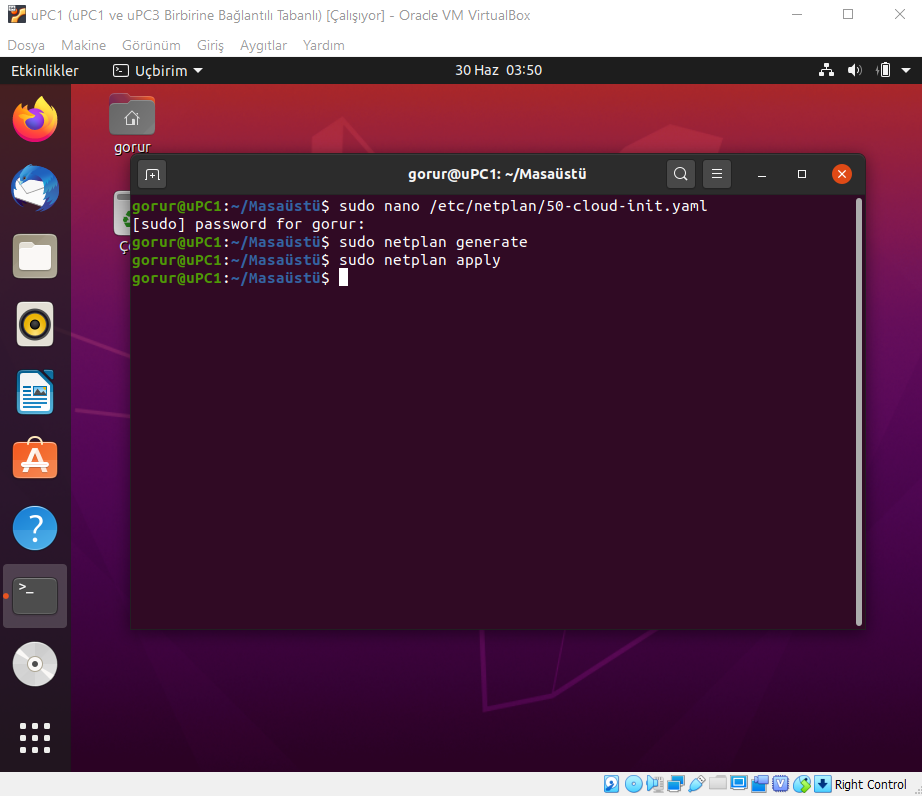 uPC1 (uPC1 ve uPC3 Birbirine Bağlantılı Tabanlı) [Çalışıyor] - Oracle VM VirtualBox
Dosya Makine Görünüm Giriş Aygıtlar Yardım
Etkinlikler Uçbirim 30 Haz 03:50
gorur
gorur@uPC1: ~/Masaüstü
gorur@uPC1:~/Masaüstü$ sudo nano /etc/netplan/50-cloud-init.yaml
[sudo] password for gorur:
gorur@uPC1:~/Masaüstü$ sudo netplan generate
gorur@uPC1:~/Masaüstü$ sudo netplan apply
gorur@uPC1:~/Masaüstü$
Right Control